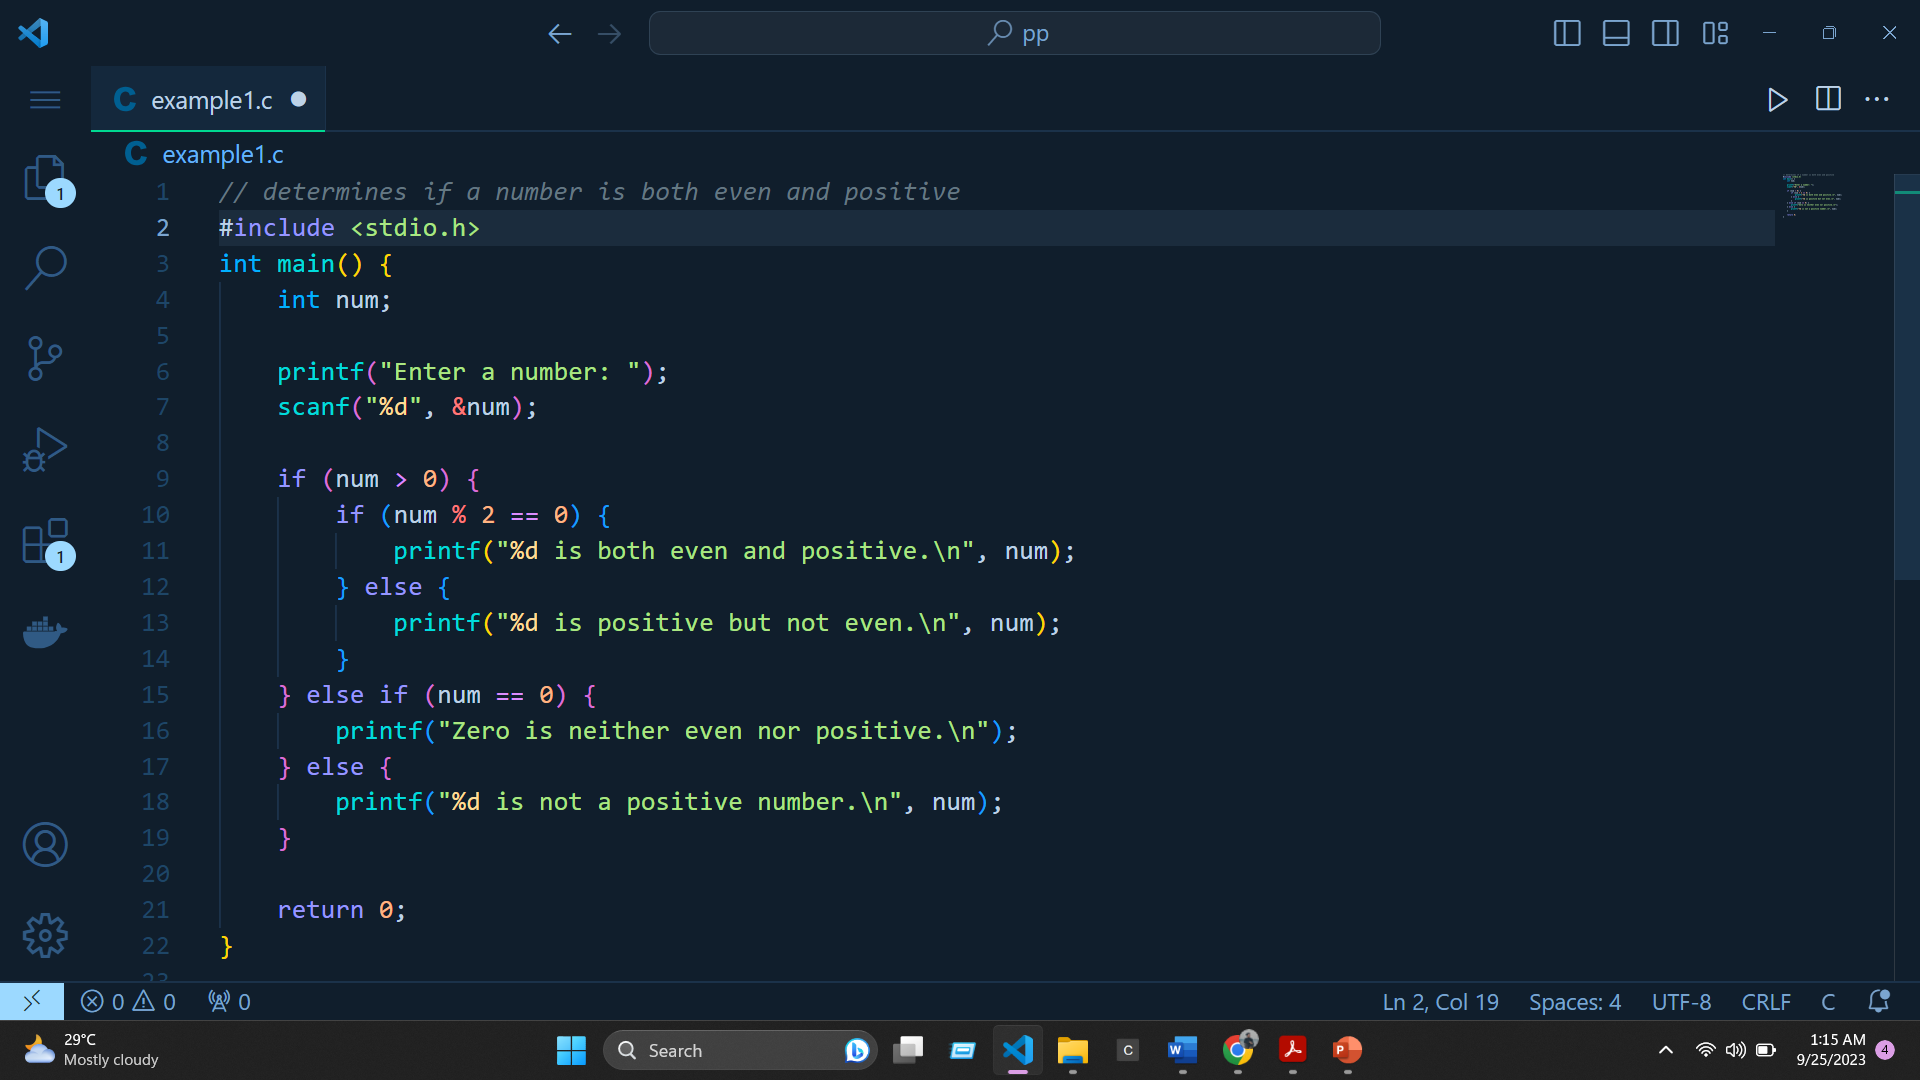 pp
C example1.c
C example1.c
1 // determines if a number is both even and positive
2 #include <stdio.h>
3 int main() {
4     int num;
5
6     printf("Enter a number: ");
7     scanf("%d", &num);
8
9     if (num > 0) {
10         if (num % 2 == 0) {
11             printf("%d is both even and positive.\n", num);
12         } else {
13             printf("%d is positive but not even.\n", num);
14         }
15     } else if (num == 0) {
16         printf("Zero is neither even nor positive.\n");
17     } else {
18         printf("%d is not a positive number.\n", num);
19     }
20
21     return 0;
22 }
23
1
1
0 0 0 Ln 2, Col 19 Spaces: 4 UTF-8 CRLF C
29°C
Mostly cloudy
Search
C
W
P
1:15 AM
9/25/2023
4